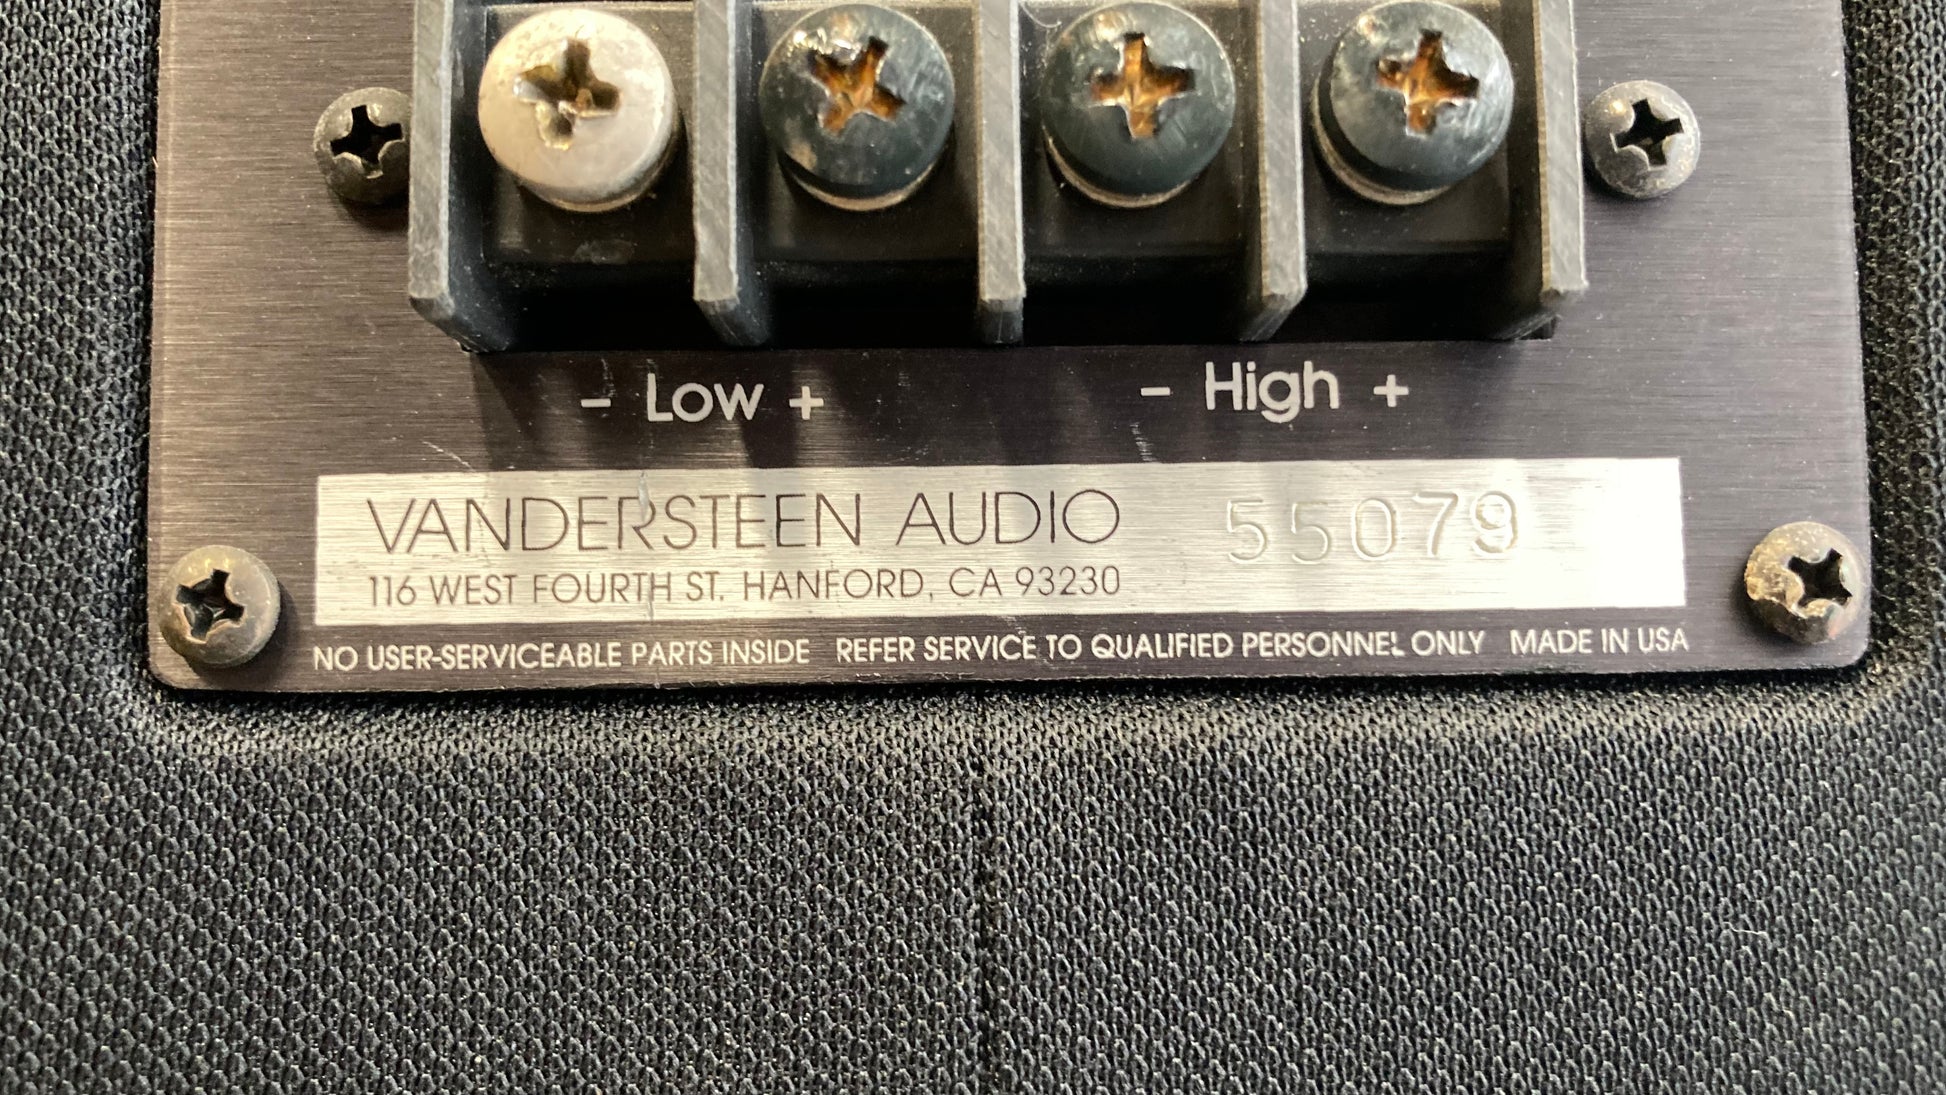 - Low + - High +
VANDERSTEEN AUDIO 55079
116 WEST FOURTH ST. HANFORD, CA 93230
NO USER-SERVICEABLE PARTS INSIDE REFER SERVICE TO QUALIFIED PERSONNEL ONLY MADE IN USA